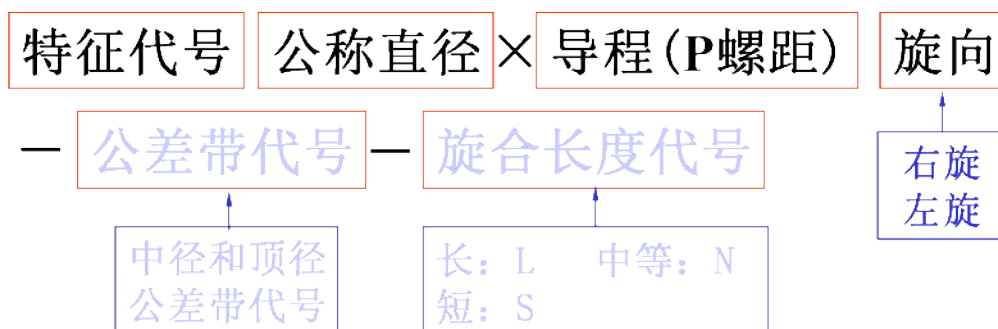 特征代号 公称直径×导程(P螺距) 旋向
—公差带代号—旋合长度代号
右旋
左旋
中径和顶径
公差带代号
长：L 中等：N
短：S